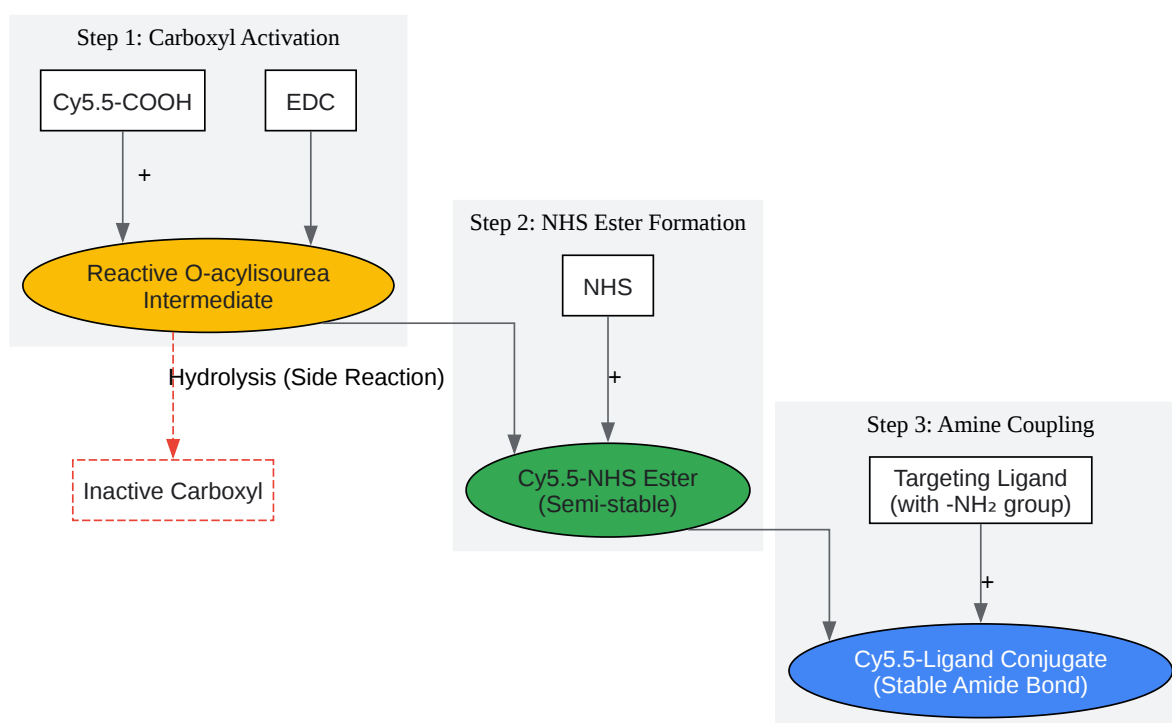 Step 1: Carboxyl Activation
Cy5.5-COOH
EDC
+
Reactive O-acylisourea
Intermediate
Hydrolysis (Side Reaction)
Inactive Carboxyl
Step 2: NHS Ester Formation
NHS
+
Cy5.5-NHS Ester
(Semi-stable)
Step 3: Amine Coupling
Targeting Ligand
(with -NH₂ group)
+
Cy5.5-Ligand Conjugate
(Stable Amide Bond)